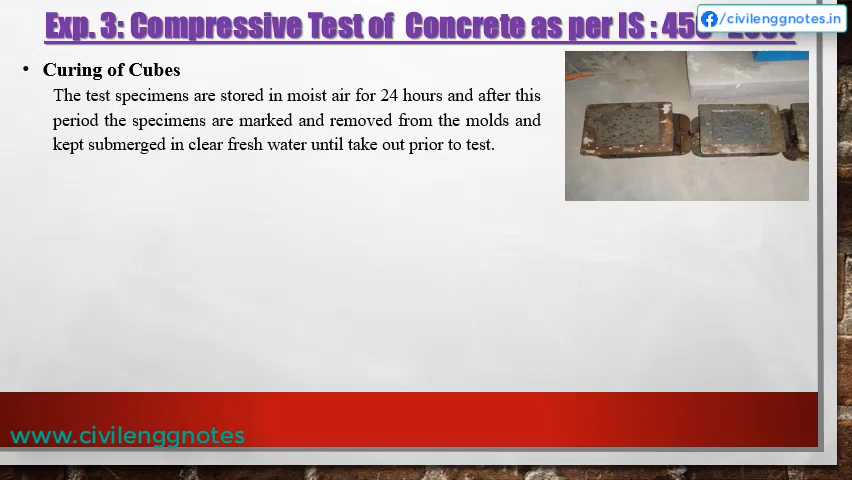 Exp. 3: Compressive Test of Concrete as per IS : 45
/civilenggnotes.in
• Curing of Cubes
The test specimens are stored in moist air for 24 hours and after this
period the specimens are marked and removed from the molds and
kept submerged in clear fresh water until take out prior to test.
www.civilenggnotes